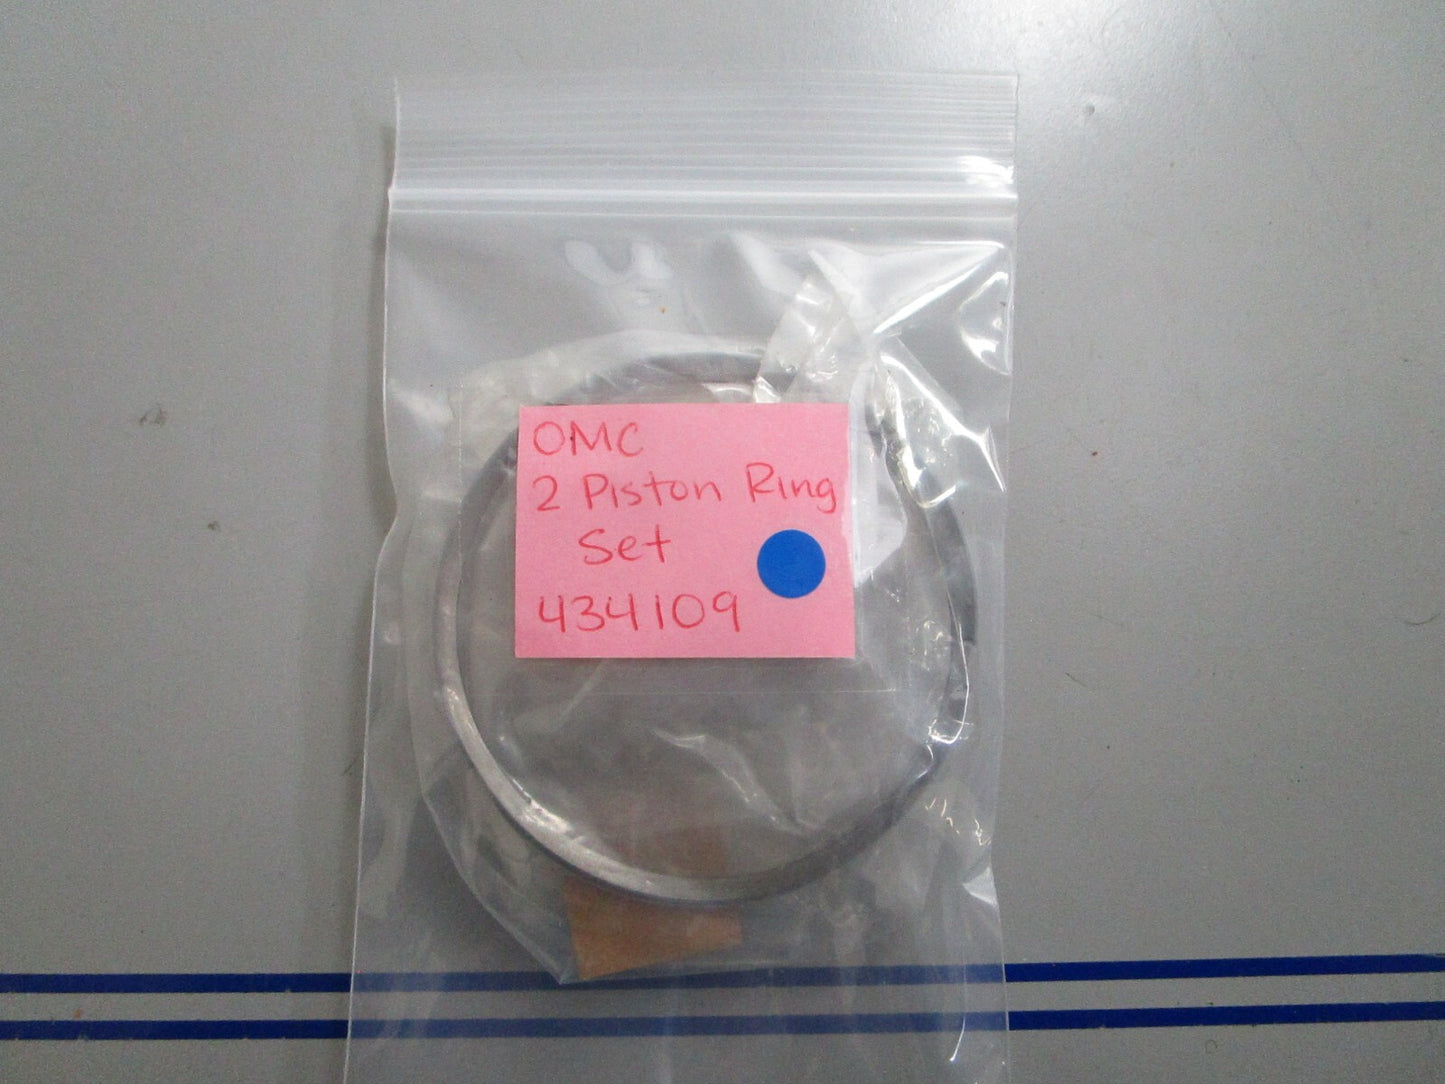 OMC
2 Piston Ring
Set
434109